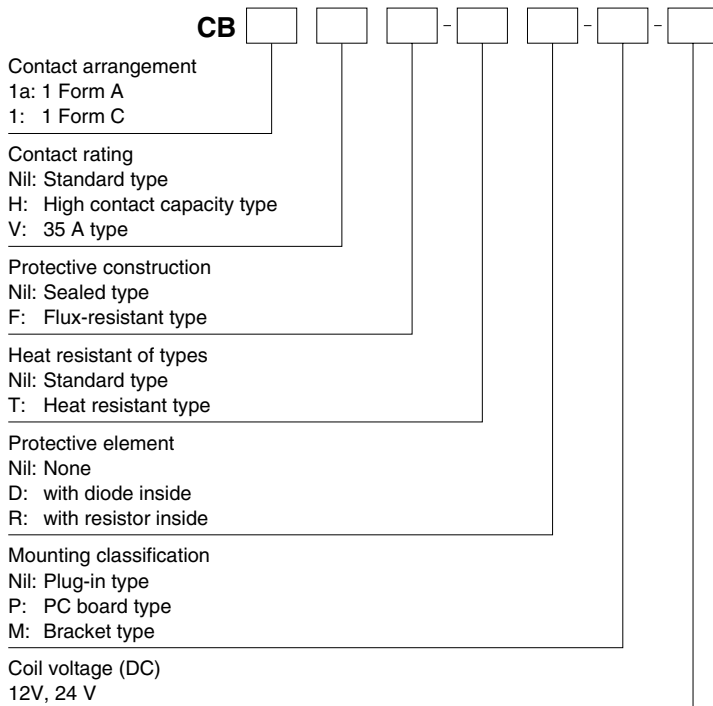 CB - - -
Contact arrangement
1a: 1 Form A
1: 1 Form C
Contact rating
Nil: Standard type
H: High contact capacity type
V: 35 A type
Protective construction
Nil: Sealed type
F: Flux-resistant type
Heat resistant of types
Nil: Standard type
T: Heat resistant type
Protective element
Nil: None
D: with diode inside
R: with resistor inside
Mounting classification
Nil: Plug-in type
P: PC board type
M: Bracket type
Coil voltage (DC)
12V, 24 V